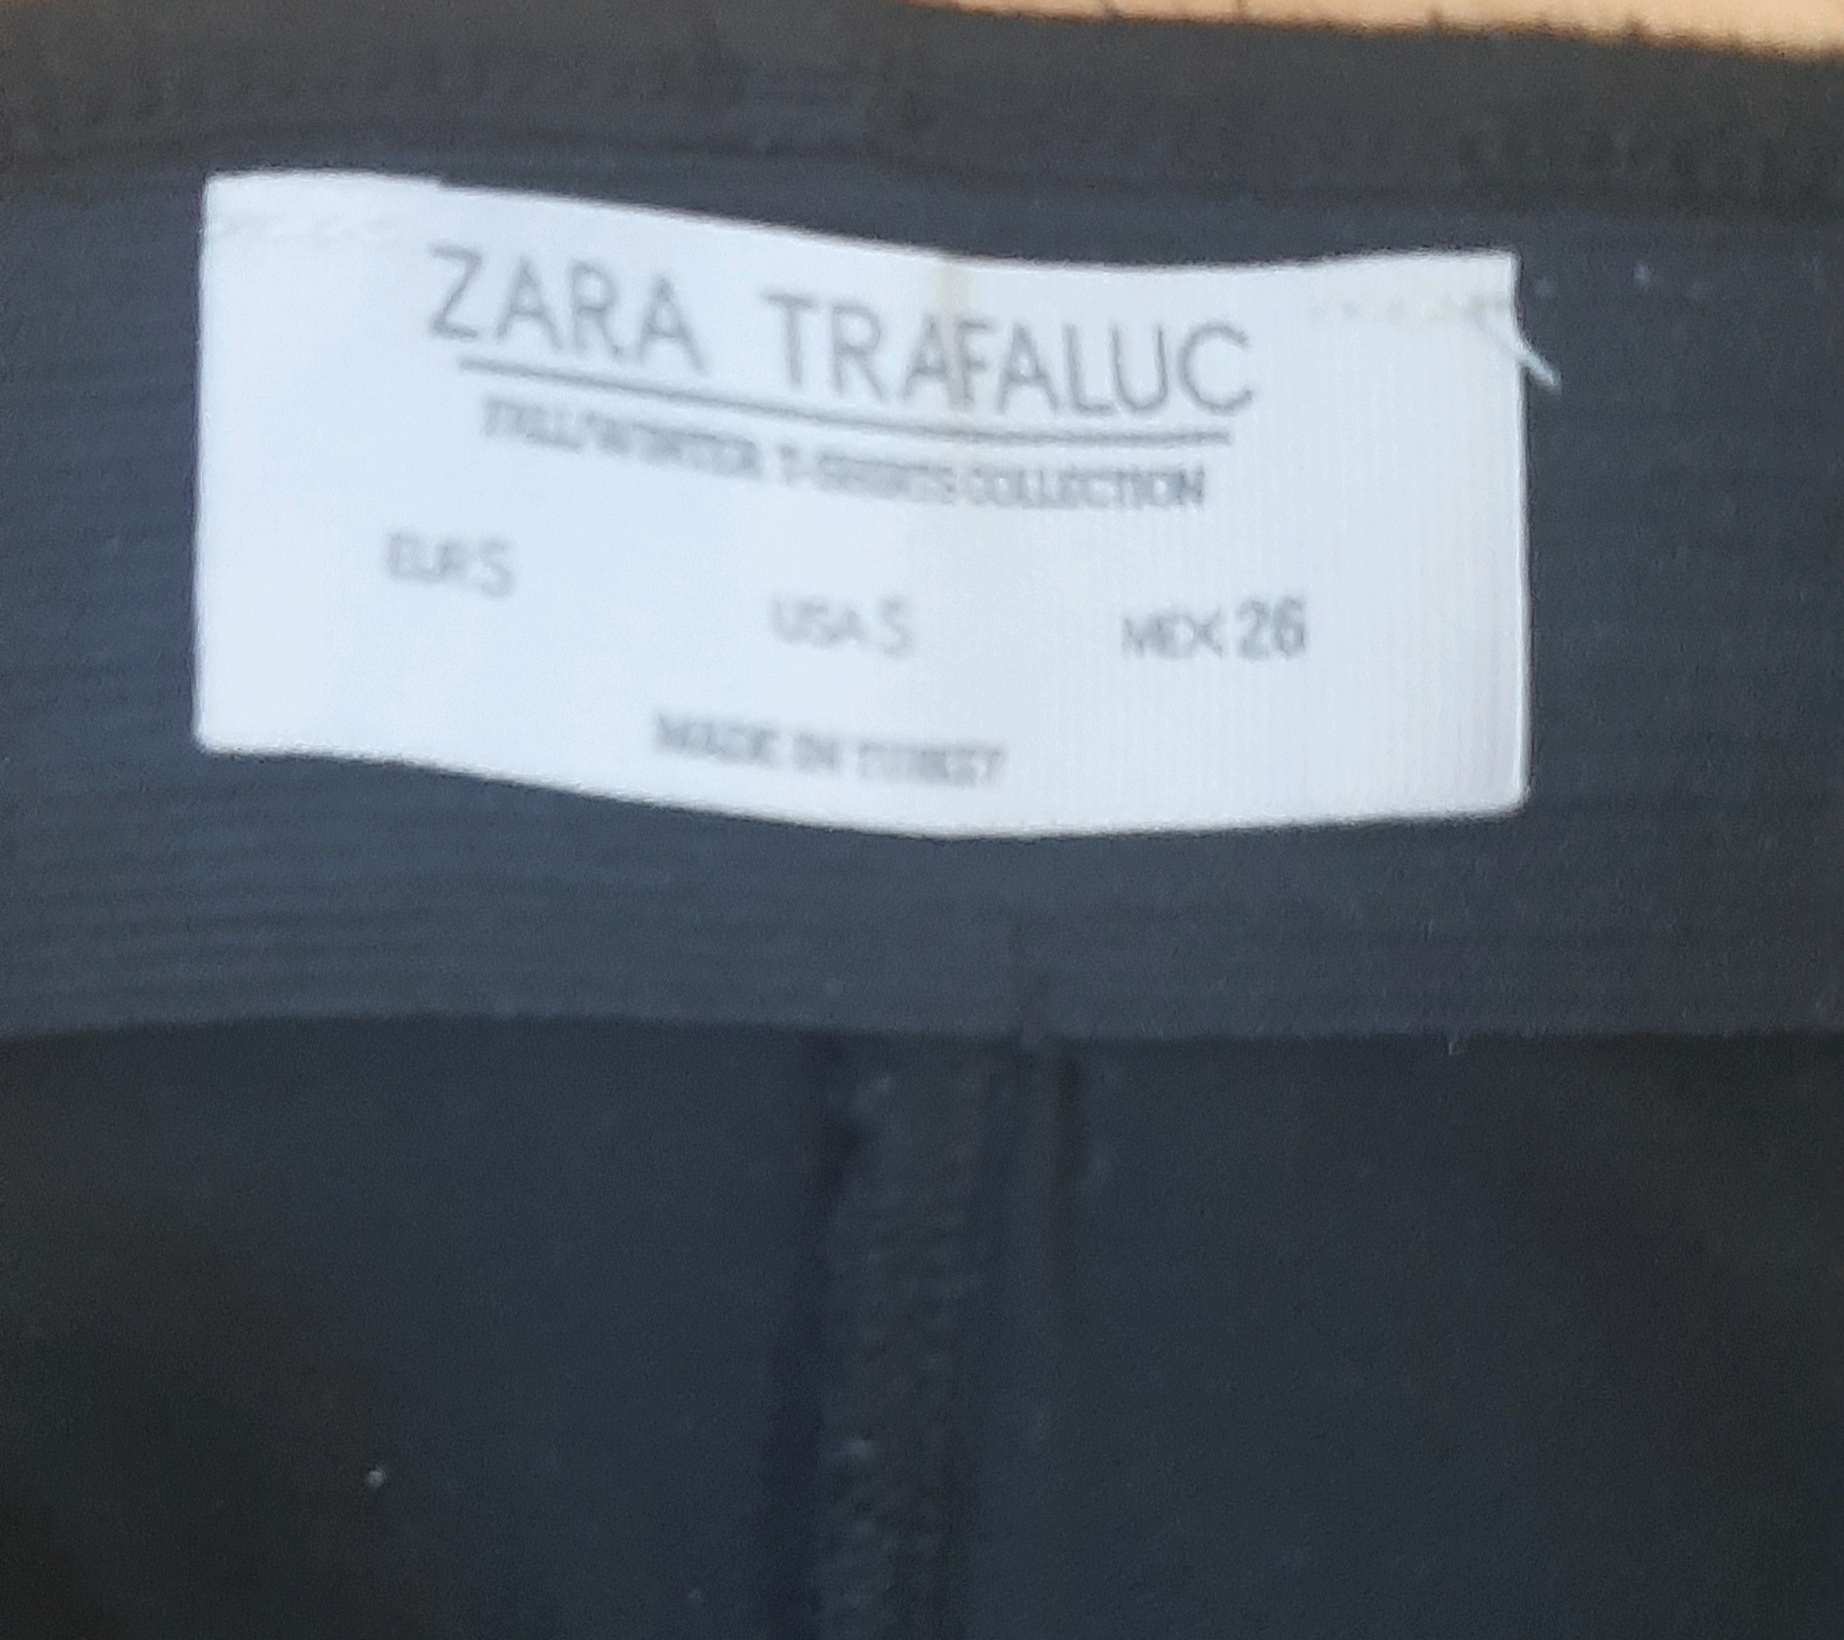 ZARA TRAFALUC
FALL/WINTER T-SHIRTS COLLECTION
EUR S
USA S
MEX 26
MADE IN TURKEY